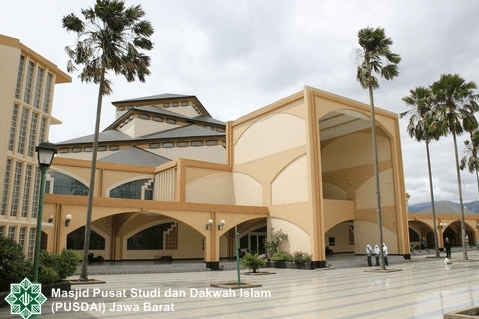 Masjid Pusat Studi dan Dakwah Islam
(PUSDAI) Jawa Barat